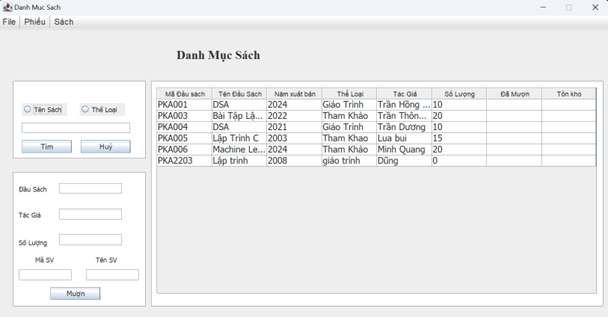 Danh Muc Sach
File Phiếu Sách
Danh Mục Sách
Tên Sách Thể Loại
Tìm Huỷ
Đầu Sách
Tác Giả
Số Lượng
Mã SV Tên SV
Mượn
Mã Đầu sách Tên Đầu Sách Năm xuất bản Thể Loại Tác Giả Số Lượng Đã Mượn Tồn kho
PKA001 DSA 2024 Giáo Trình Trần Hồng ... 10
PKA003 Bài Tập Lậ... 2022 Tham Khảo Trần Thôn... 20
PKA004 DSA 2021 Giáo Trình Trần Dương 10
PKA005 Lập Trình C 2003 Tham Khao Lua bui 15
PKA006 Machine Le... 2024 Tham Khảo Minh Quang 20
PKA2203 Lập trình 2008 giáo trình Dũng 0